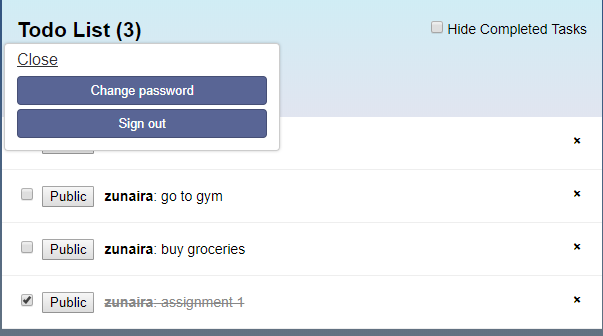 Todo List (3)
Hide Completed Tasks
Close
Change password
Sign out
×
Public zunaira: go to gym ×
Public zunaira: buy groceries ×
Public zunaira: assignment 1 ×